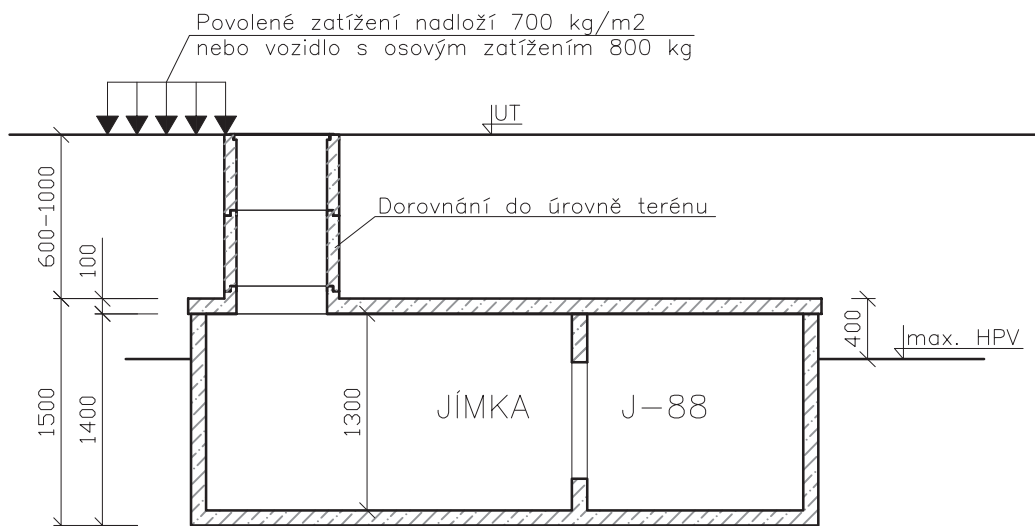 Povolené zatížení nadloží 700 kg/m2
nebo vozidlo s osovým zatížením 800 kg
UT
Dorovnání do úrovně terénu
600-1000
100
400
max. HPV
1500
1400
1300
JÍMKA J-88